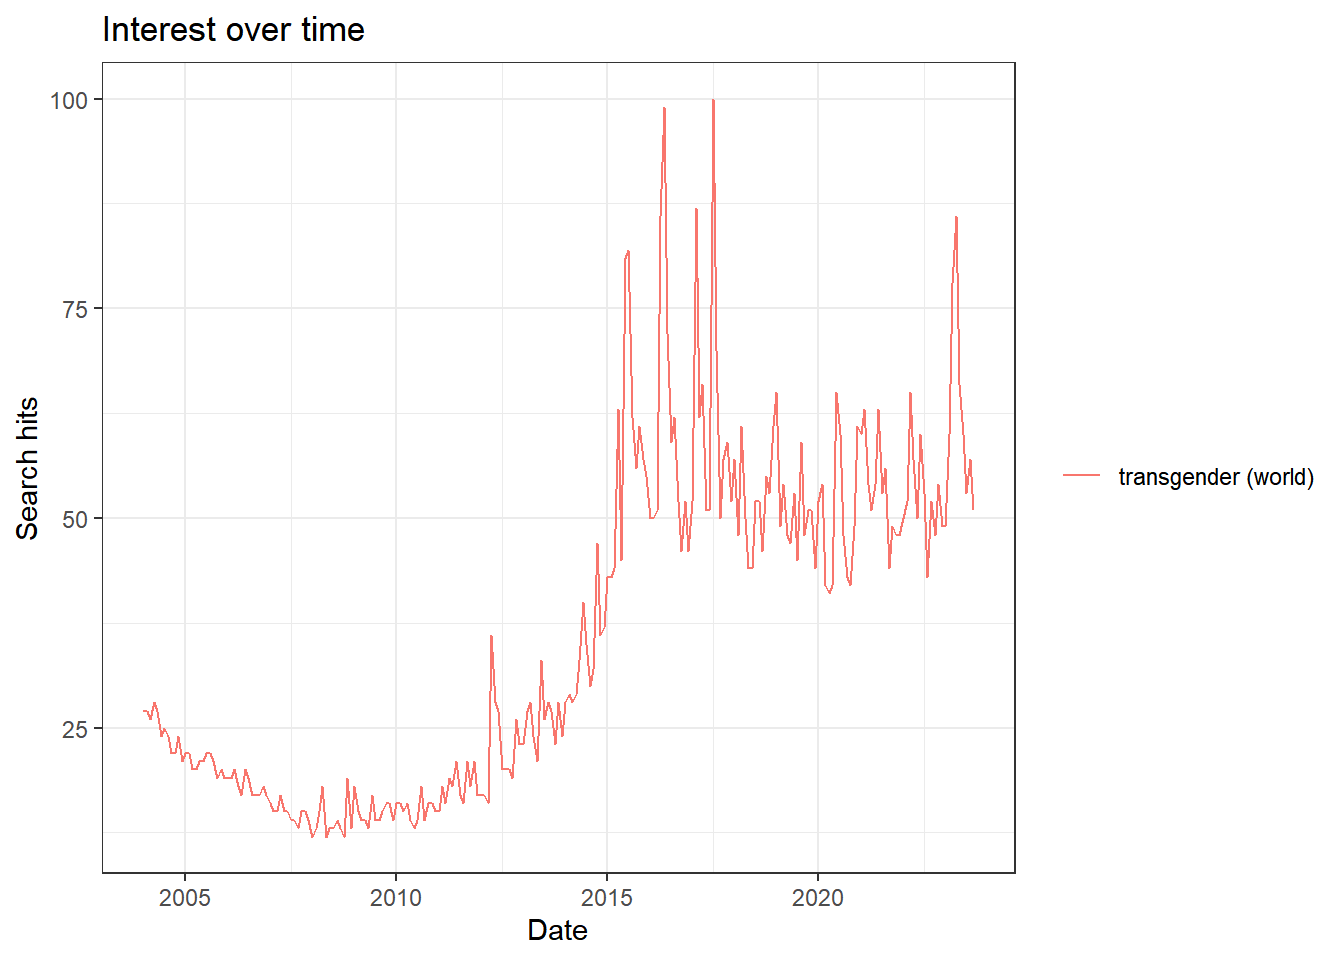 Interest over time
100
75
50
25
Search hits
2005 2010 2015 2020
Date
transgender (world)